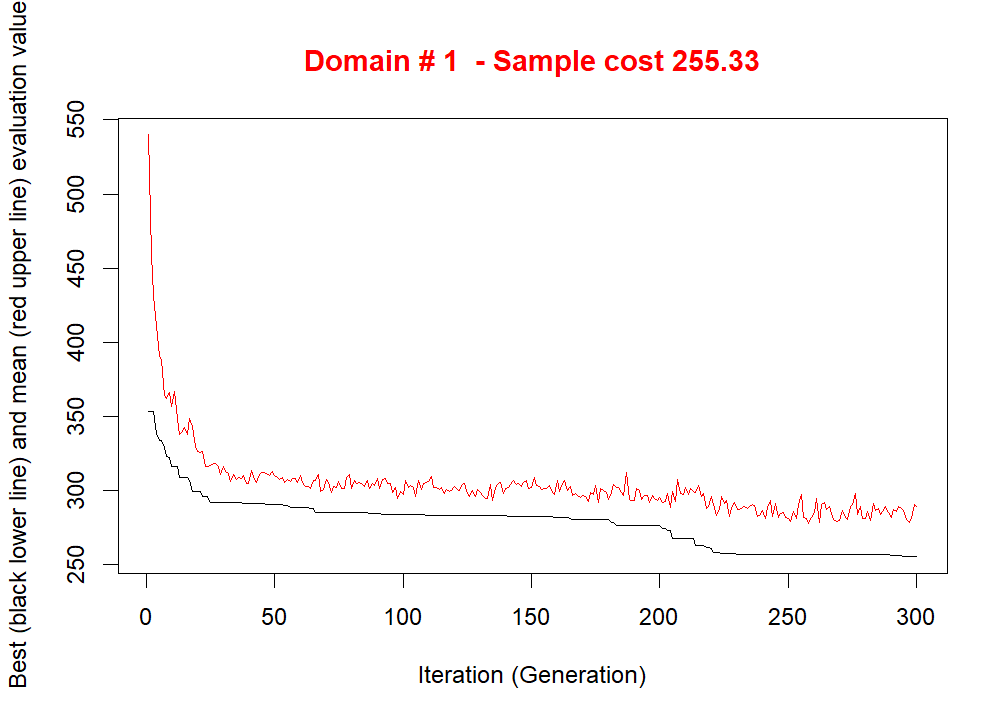 Domain # 1 - Sample cost 255.33
Best (black lower line) and mean (red upper line) evaluation value
550
500
450
400
350
300
250
0 50 100 150 200 250 300
Iteration (Generation)